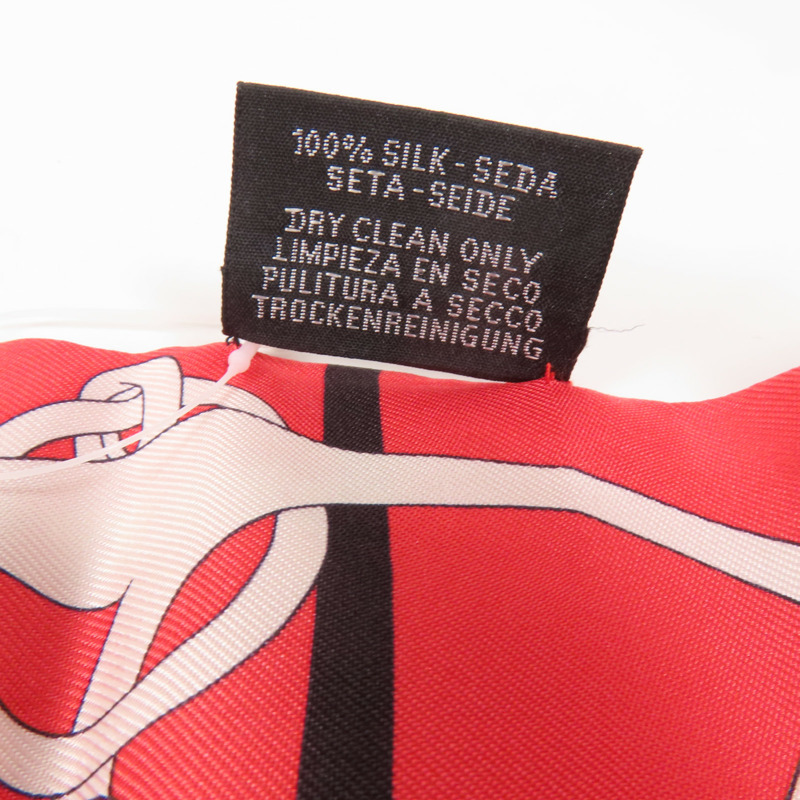 100% SILK-SEDA
SETA-SEIDE
DRY CLEAN ONLY
LIMPIEZA EN SECO
PULITURA A SECCO
TROCKENREINIGUNG